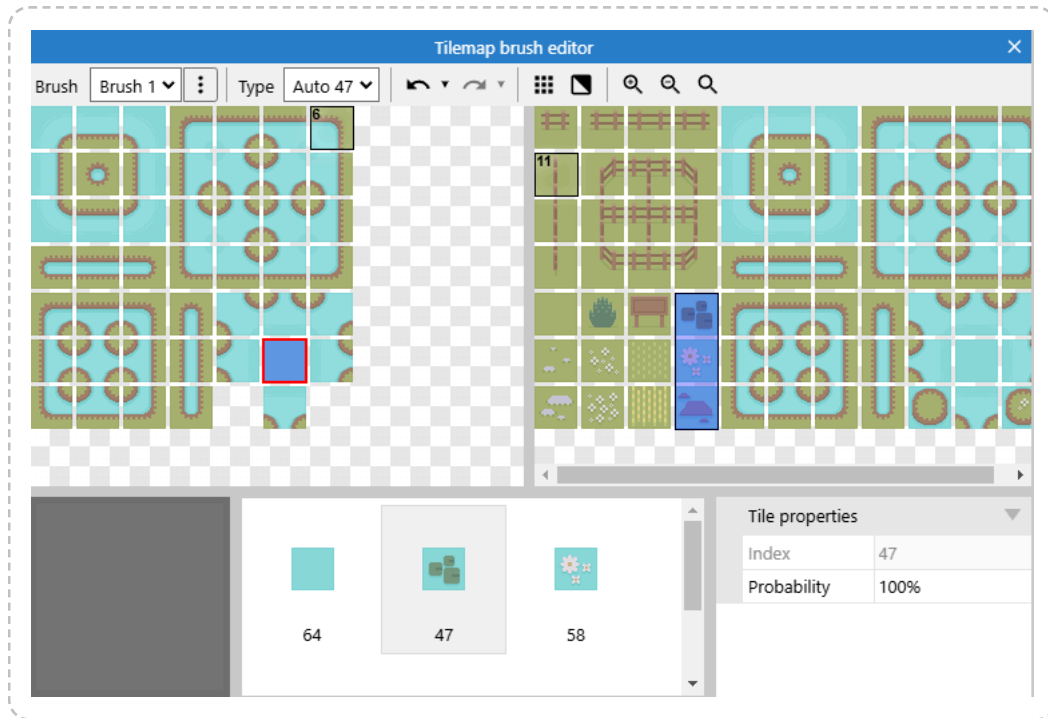 Tilemap brush editor
Brush Brush 1 Type Auto 47
6
11
Tile properties
Index 47
Probability 100%
64 47 58